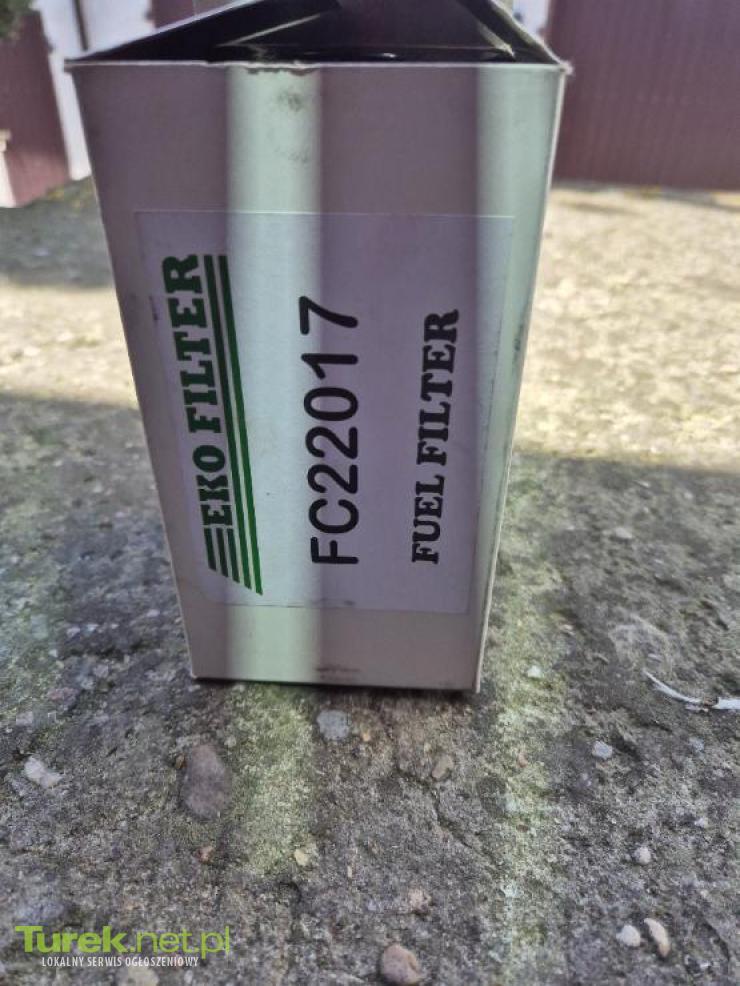 EKO FILTER
FC22017
FUEL FILTER
Turek.net.pl
LOKALNY SERWIS OGŁOSZENIOWY